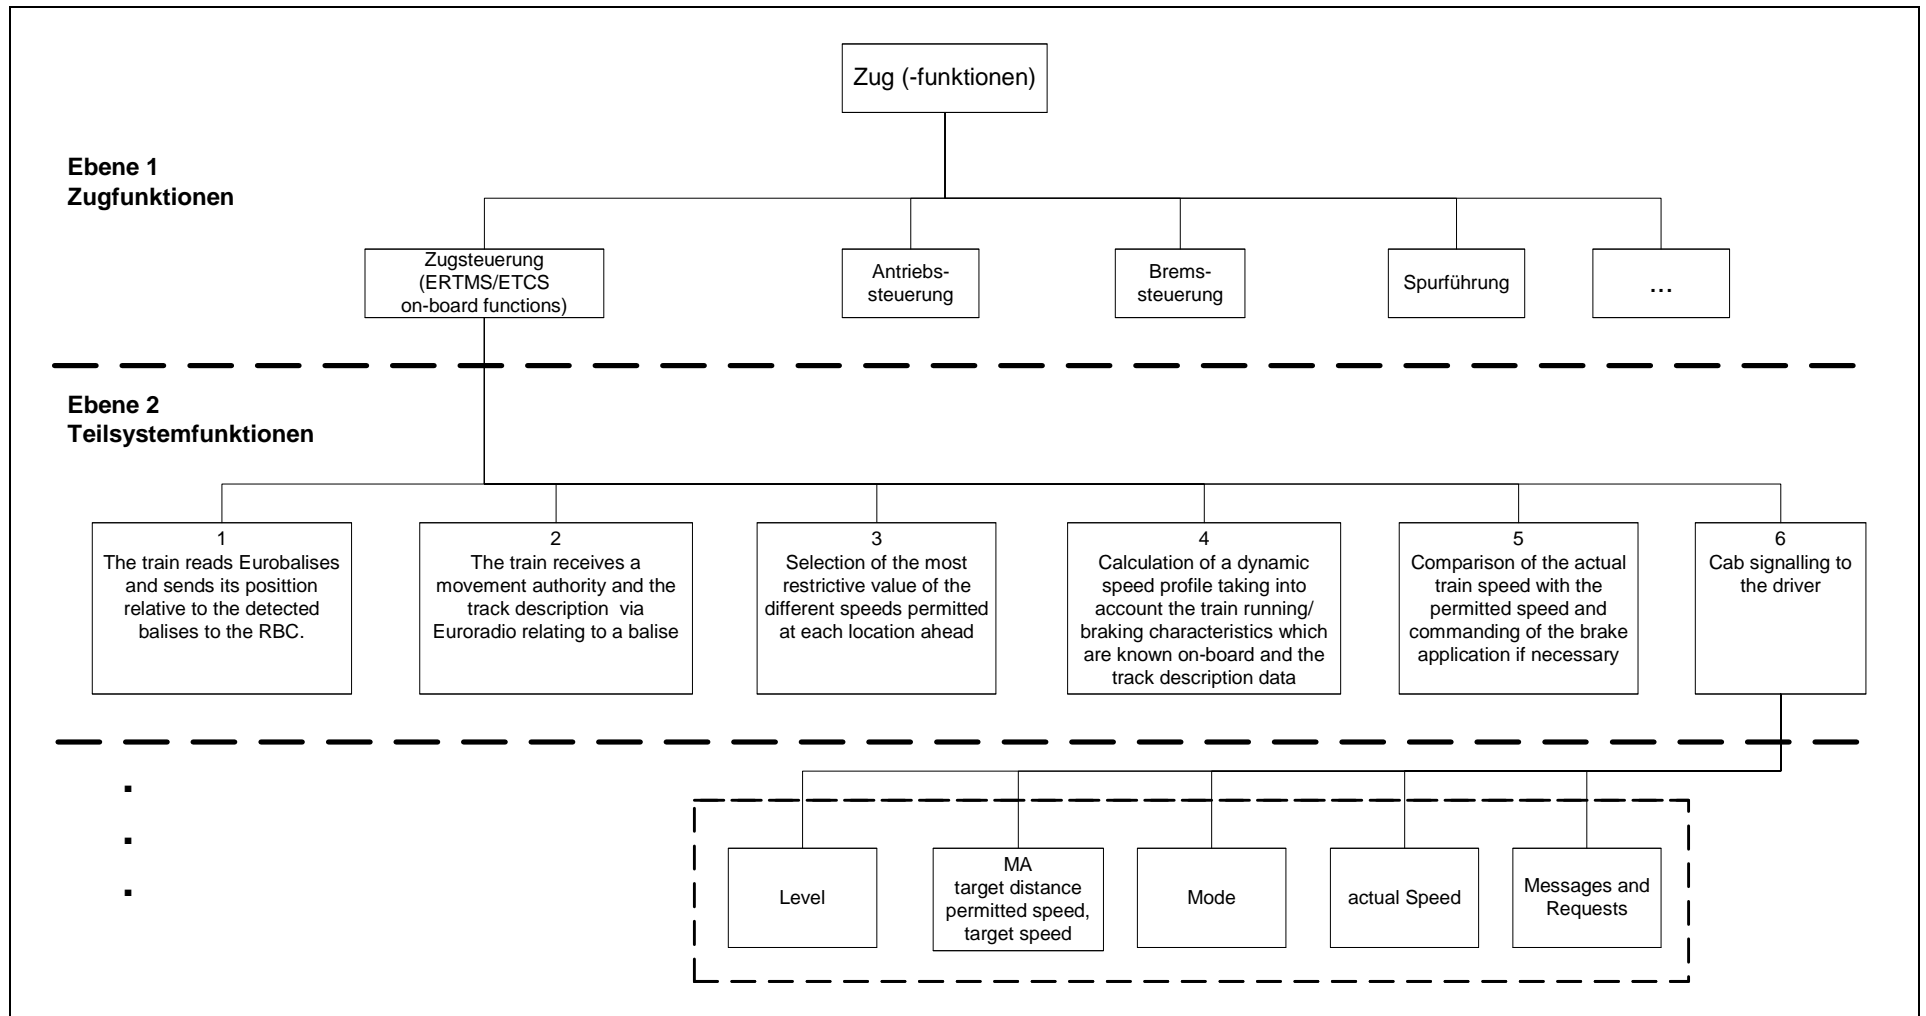 Zug (-funktionen)
Ebene 1
Zugfunktionen
Zugsteuerung
(ERTMS/ETCS
on-board functions)
Antriebs-
steuerung
Brems-
steuerung
Spurführung
...
Ebene 2
Teilsystemfunktionen
1
The train reads Eurobalises
and sends its posittion
relative to the detected
balises to the RBC.
2
The train receives a
movement authority and the
track description via
Euroradio relating to a balise
3
Selection of the most
restrictive value of the
different speeds permitted
at each location ahead
4
Calculation of a dynamic
speed profile taking into
account the train running/
braking characteristics which
are known on-board and the
track description data
5
Comparison of the actual
train speed with the
permitted speed and
commanding of the brake
application if necessary
6
Cab signalling to
the driver
Level
MA
target distance
permitted speed,
target speed
Mode
actual Speed
Messages and
Requests